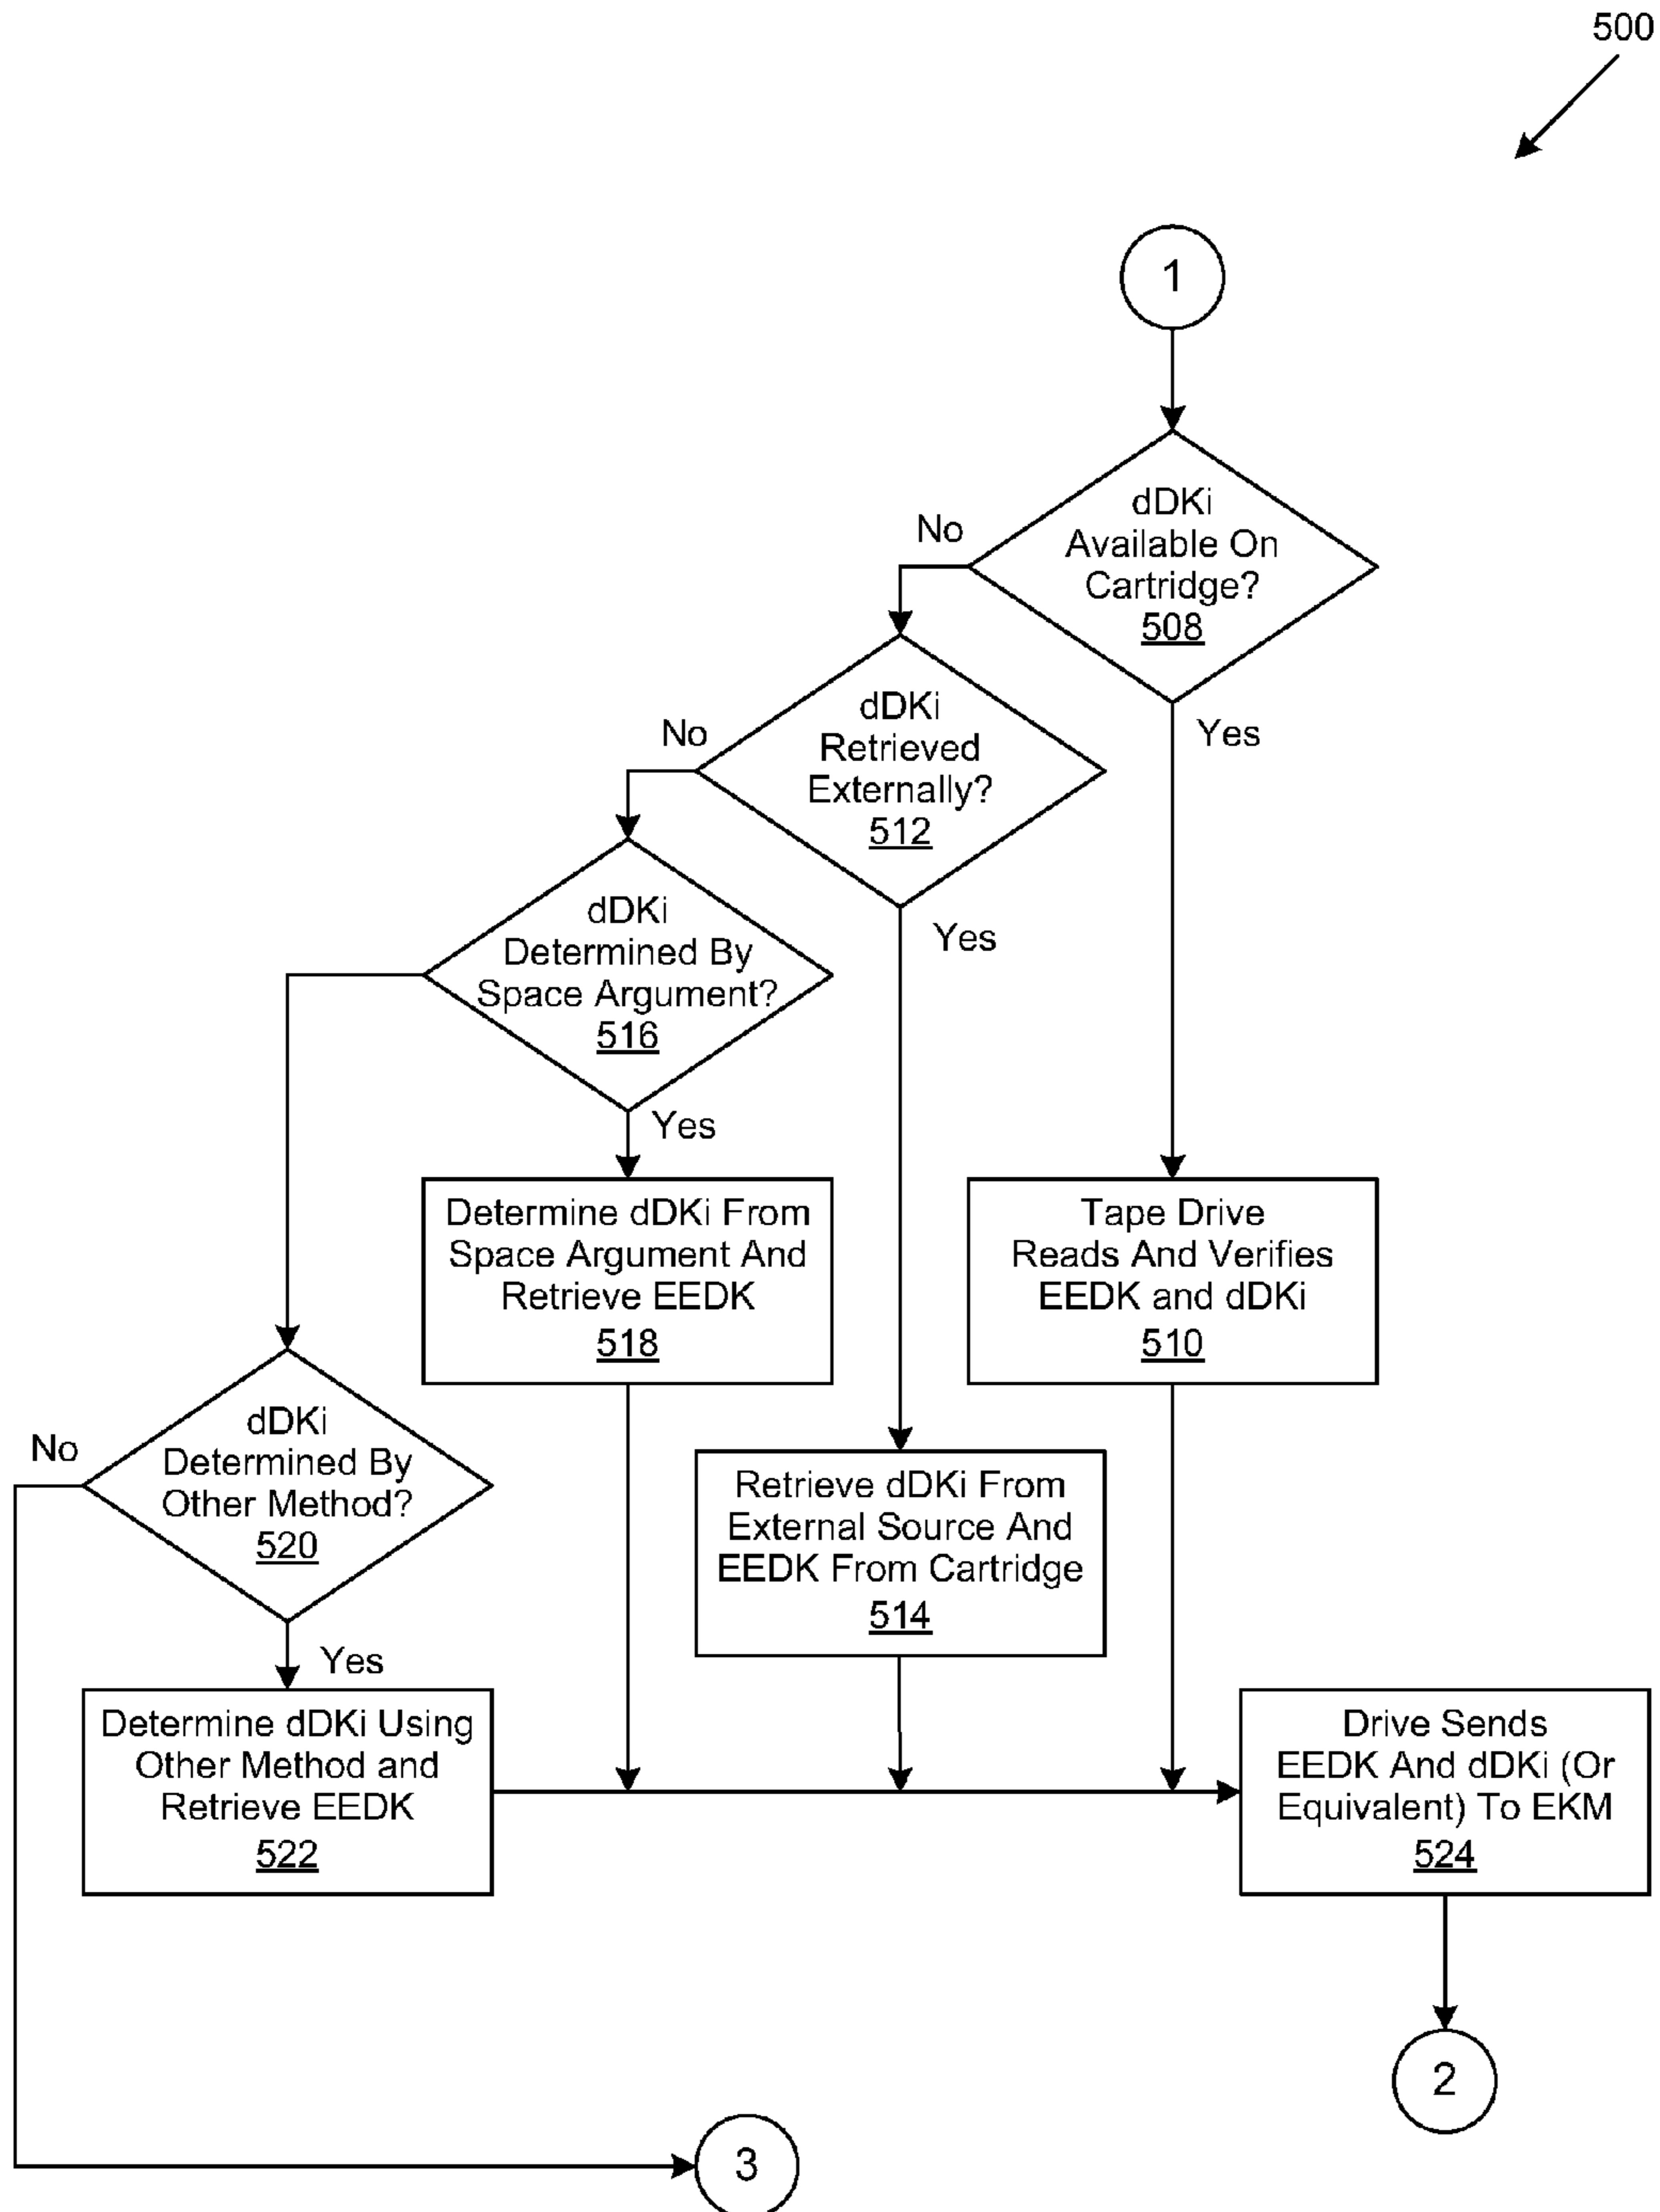 500
1
dDKi
Available On
Cartridge?
508
No
Yes
dDKi
Retrieved
Externally?
512
No
Yes
dDKi
Determined By
Space Argument?
516
Yes
Determine dDKi From
Space Argument And
Retrieve EEDK
518
Tape Drive
Reads And Verifies
EEDK and dDKi
510
dDKi
Determined By
Other Method?
520
No
Yes
Retrieve dDKi From
External Source And
EEDK From Cartridge
514
Determine dDKi Using
Other Method and
Retrieve EEDK
522
Drive Sends
EEDK And dDKi (Or
Equivalent) To EKM
524
2
3